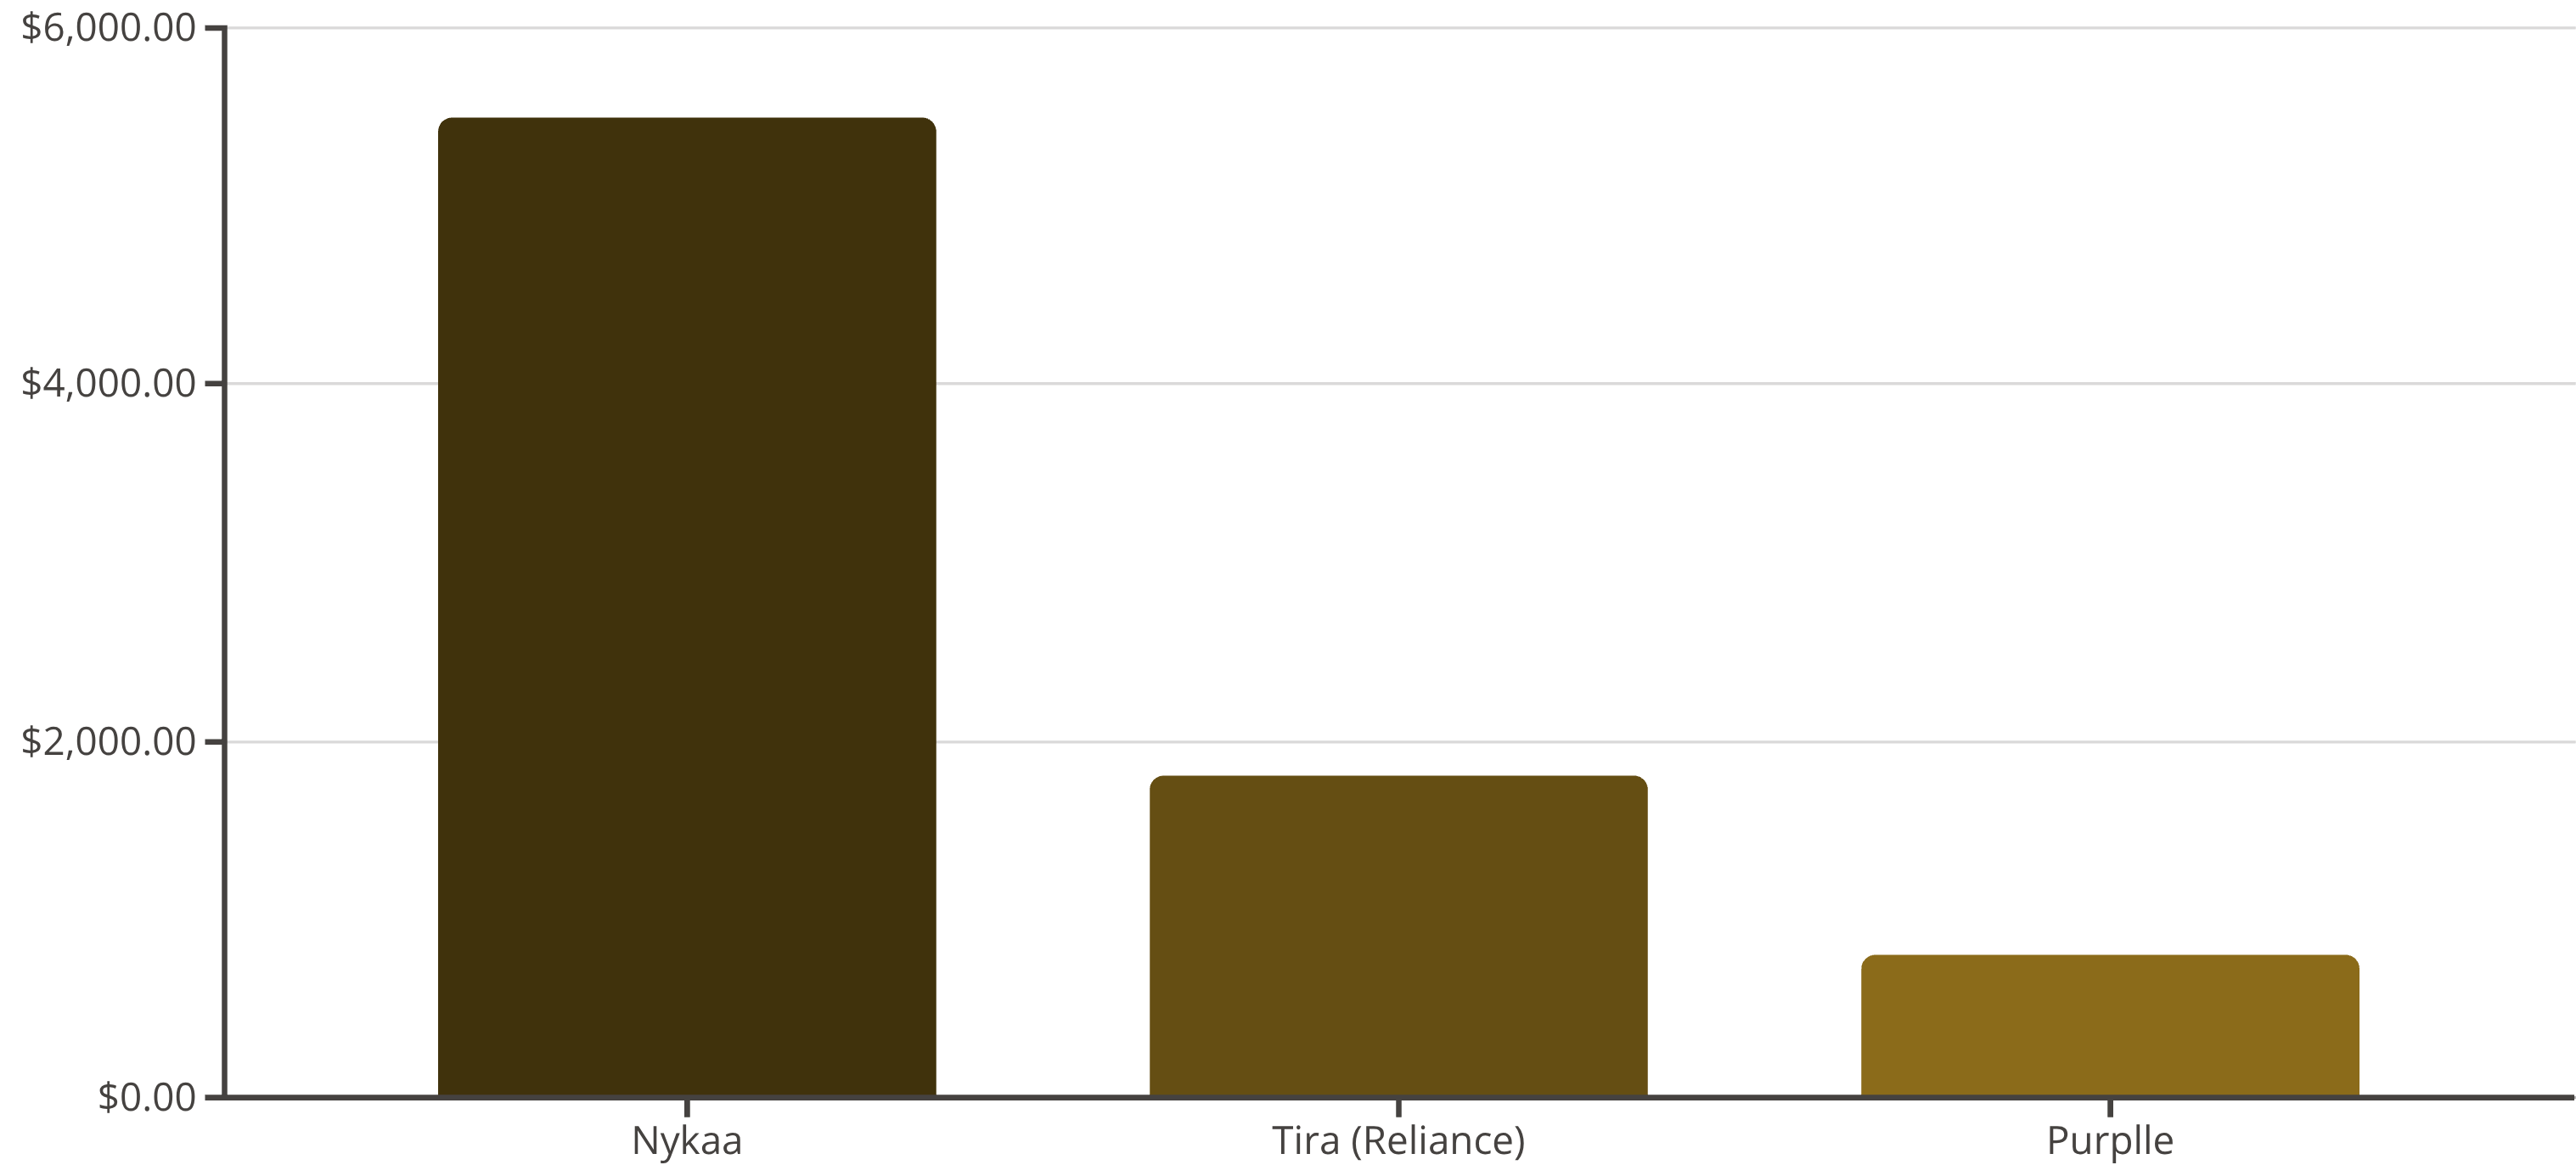 $6,000.00
$4,000.00
$2,000.00
$0.00
Nykaa
Tira (Reliance)
Purplle